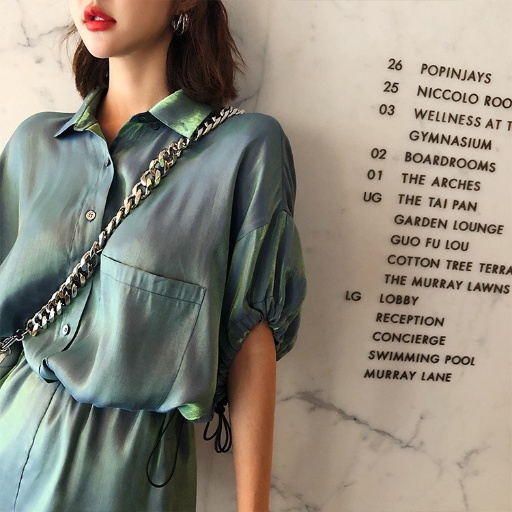 26 POPINJAYS
25 NICCOLO
03 WELLNESS AT
GYMNASIUM
02 BOARDROOMS
01 THE ARCHES
UG THE TAI PAN
GARDEN LOUNGE
GUO FU LOU
COTTON TREE
THE MURRAY LAWNS
LG LOBBY
RECEPTION
CONCIERGE
SWIMMING POOL
MURRAY LANE